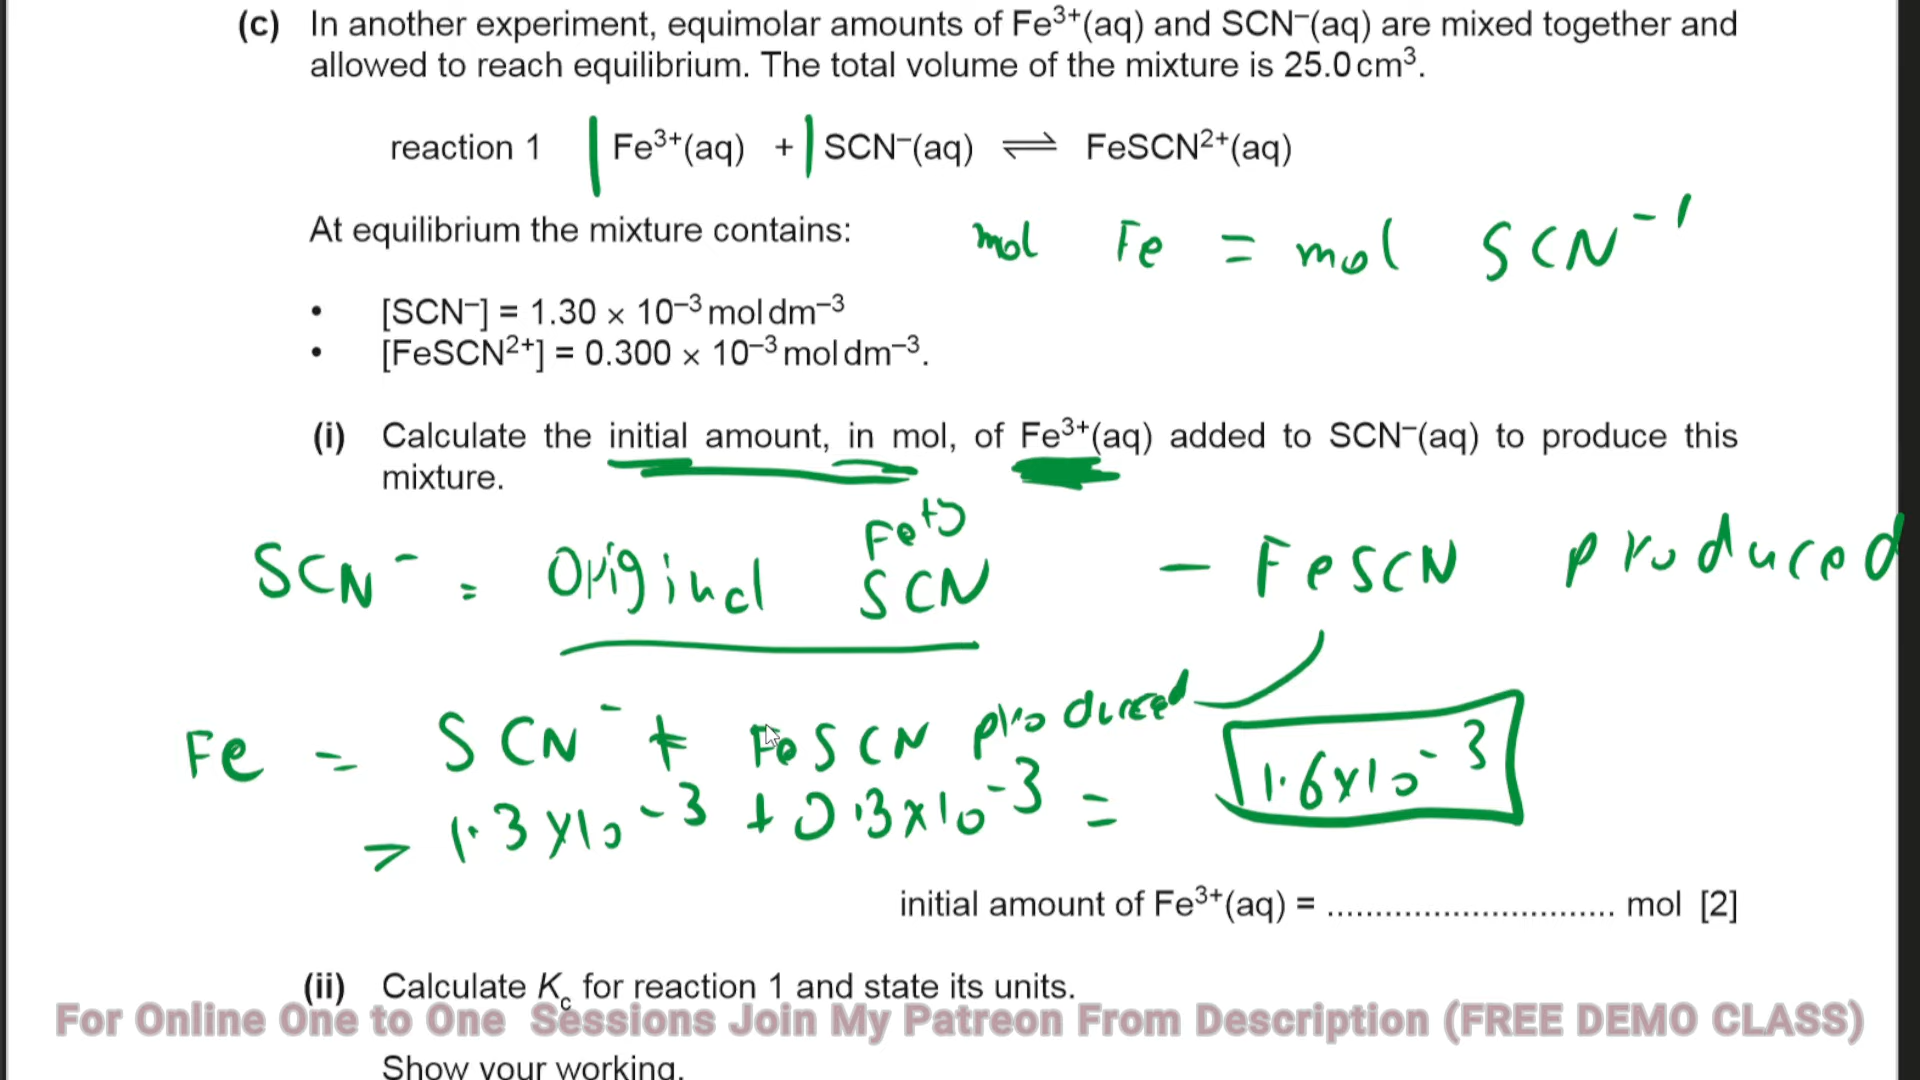 (c) In another experiment, equimolar amounts of Fe³⁺(aq) and SCN⁻(aq) are mixed together and
allowed to reach equilibrium. The total volume of the mixture is 25.0 cm³.
reaction 1 Fe³⁺(aq) + SCN⁻(aq) ⇌ FeSCN²⁺(aq)
At equilibrium the mixture contains:
mol Fe = mol SCN⁻¹
• [SCN⁻] = 1.30 × 10⁻³ mol dm⁻³
• [FeSCN²⁺] = 0.300 × 10⁻³ mol dm⁻³.
(i) Calculate the initial amount, in mol, of Fe³⁺(aq) added to SCN⁻(aq) to produce this
mixture.
Fe⁺³
SCN⁻ = Original SCN − FeSCN produced
Fe = SCN⁻ + FeSCN produced
= 1.3×10⁻³ + 0.3×10⁻³ = 1.6×10⁻³
initial amount of Fe³⁺(aq) = .............................. mol [2]
(ii) Calculate Kc for reaction 1 and state its units.
For Online One to One Sessions Join My Patreon From Description (FREE DEMO CLASS)
Show your working.